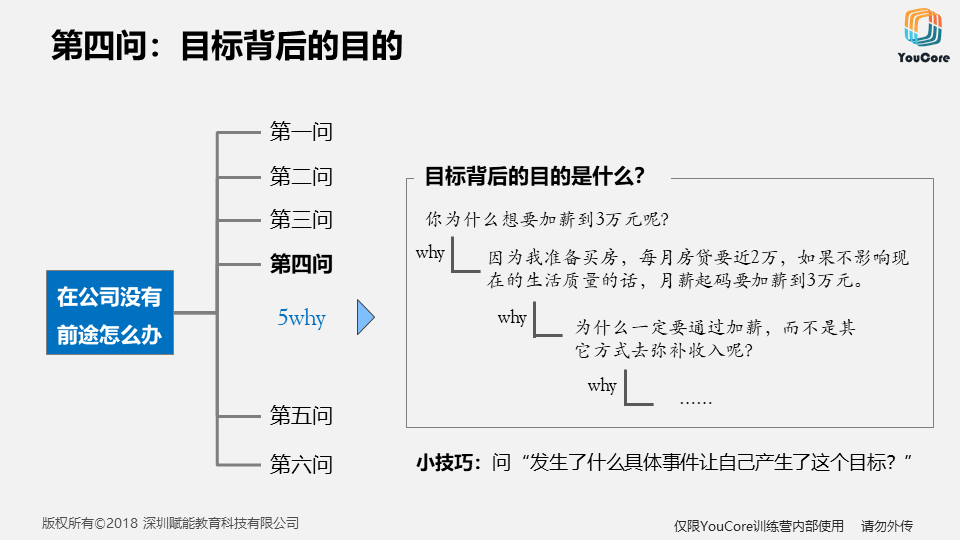 第四问：目标背后的目的
YouCore
第一问
第二问
第三问
第四问
5why
第五问
第六问
在公司没有
前途怎么办
目标背后的目的是什么？
你为什么想要加薪到3万元呢？
why
因为我准备买房，每月房贷要近2万，如果不影响现
在的生活质量的话，月薪起码要加薪到3万元。
why
为什么一定要通过加薪，而不是其
它方式去弥补收入呢？
why
……
小技巧：问“发生了什么具体事件让自己产生了这个目标？”
版权所有©2018 深圳赋能教育科技有限公司
仅限YouCore训练营内部使用 请勿外传